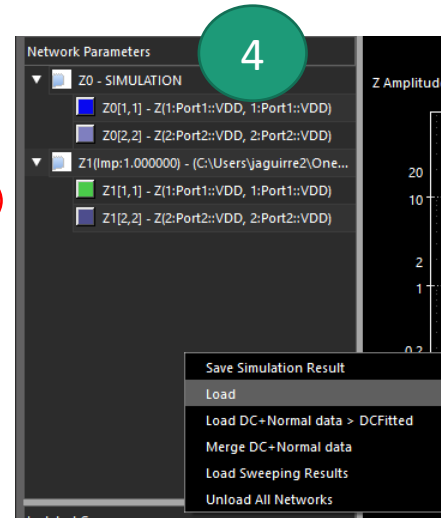 Network Parameters
4
Z0 - SIMULATION
Z0[1,1] - Z(1:Port1::VDD, 1:Port1::VDD)
Z0[2,2] - Z(2:Port2::VDD, 2:Port2::VDD)
Z1(Imp:1.000000) - (C:\Users\jaguirre2\One...
Z1[1,1] - Z(1:Port1::VDD, 1:Port1::VDD)
Z1[2,2] - Z(2:Port2::VDD, 2:Port2::VDD)
Z Amplitude
20
10
2
1
0.2
Save Simulation Result
Load
Load DC+Normal data > DCFitted
Merge DC+Normal data
Load Sweeping Results
Unload All Networks